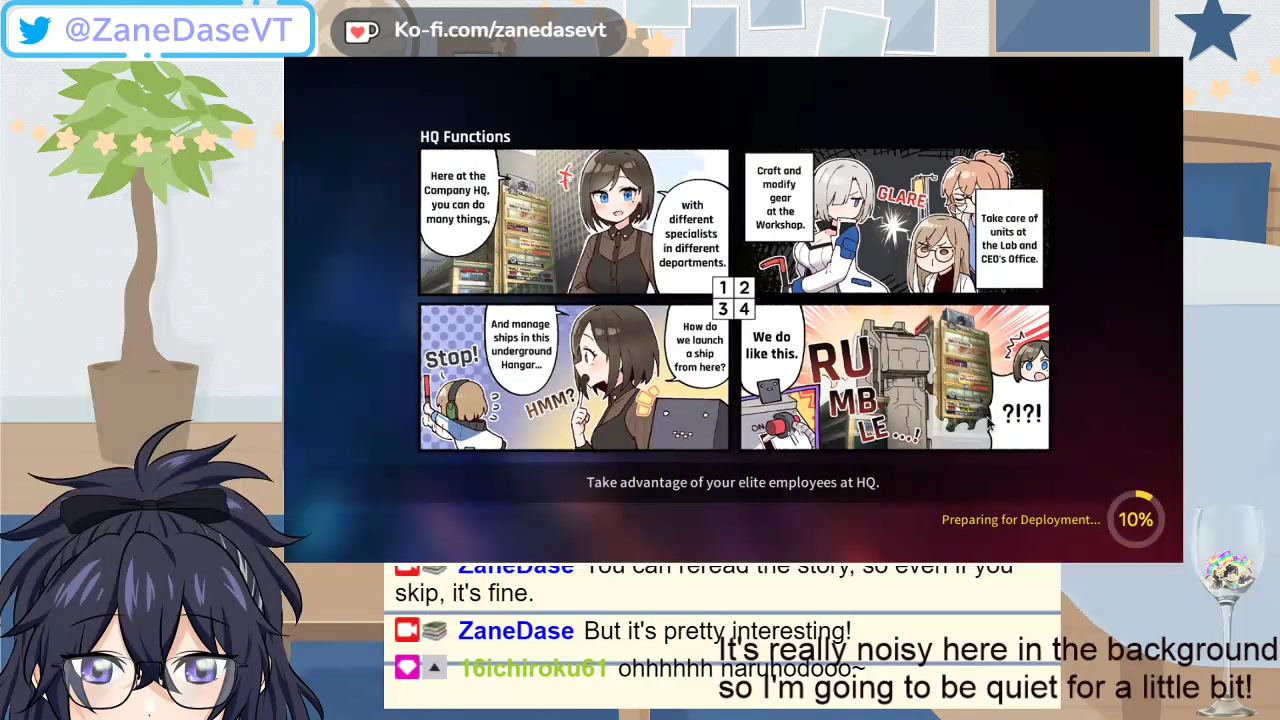 @ZaneDaseVT
Ko-fi.com/zanedasevt
HQ Functions
Here at the
Company HQ,
you can do
many things,
with
different
specialists
in different
departments.
Craft and
modify
gear
at the
Workshop.
GLARE
Take care of
units at
the Lab and
CEO's Office.
1 2
3 4
Stop!
And manage
ships in this
underground
Hangar...
HMM?
How do
we launch
a ship
from here?
We do
like this.
ON
RU
MB
LE...!
?!?!
Take advantage of your elite employees at HQ.
Preparing for Deployment...
10%
ZaneDase You can reread the story, so even if you
skip, it's fine.
ZaneDase But it's pretty interesting!
16ichiroku61 ohhhhhh naruhodooo~
It's really noisy here in the background
so I'm going to be quiet for a little bit!